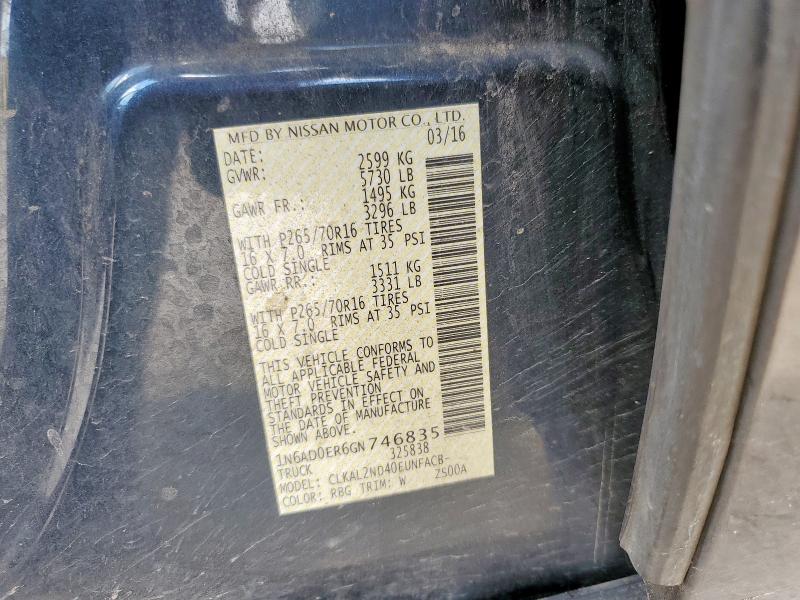 MFD BY NISSAN MOTOR CO., LTD.
DATE: 03/16
GVWR: 2599 KG
5730 LB
GAWR FR.: 1495 KG
3296 LB
WITH P265/70R16 TIRES
16 X 7.0 RIMS AT 35 PSI
COLD SINGLE
GAWR RR.: 1511 KG
3331 LB
WITH P265/70R16 TIRES
16 X 7.0 RIMS AT 35 PSI
COLD SINGLE
THIS VEHICLE CONFORMS TO
ALL APPLICABLE FEDERAL
MOTOR VEHICLE SAFETY AND
THEFT PREVENTION
STANDARDS IN EFFECT ON
THE DATE OF MANUFACTURE
SHOWN ABOVE.
1N6AD0ER6GN746835
TRUCK 325838
MODEL: CLKAL2ND40EUNFACB-
COLOR: RBG TRIM: W ZS00A